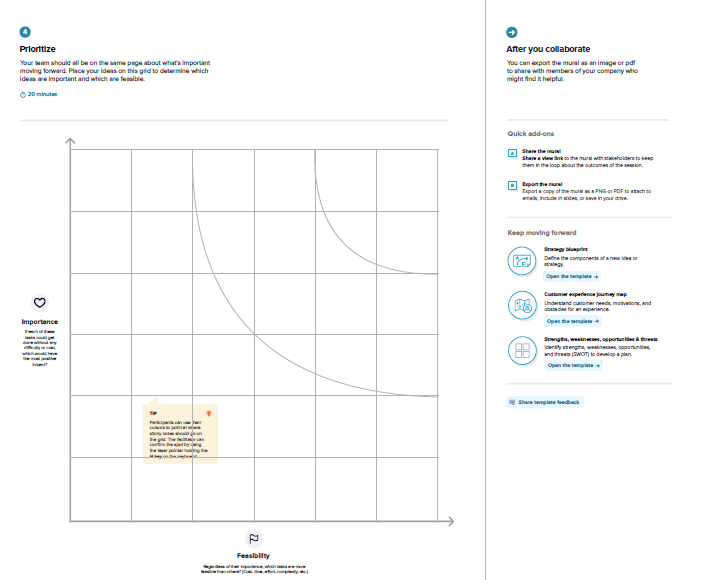 4
Prioritize
Your team should all be on the same page about what's important
moving forward. Place your ideas on this grid to determine which
ideas are important and which are feasible.
20 minutes
Importance
If each of these
tasks could get
done without any
difficulty or cost,
which would have
the most positive
impact?
TIP
Participants can use their
cursors to point at where
sticky notes should go on
the grid. The facilitator can
confirm the spot by using
the laser pointer holding the
H key on the keyboard.
Feasibility
Regardless of their importance, which tasks are more
feasible than others? (Cost, time, effort, complexity, etc.)
After you collaborate
You can export the mural as an image or pdf
to share with members of your company who
might find it helpful.
Quick add-ons
A
Share the mural
Share a view link to the mural with stakeholders to keep
them in the loop about the outcomes of the session.
B
Export the mural
Export a copy of the mural as a PNG or PDF to attach to
emails, include in slides, or save in your drive.
Keep moving forward
Strategy blueprint
Define the components of a new idea or
strategy.
Open the template →
Customer experience journey map
Understand customer needs, motivations, and
obstacles for an experience.
Open the template →
Strengths, weaknesses, opportunities & threats
Identify strengths, weaknesses, opportunities,
and threats (SWOT) to develop a plan.
Open the template →
Share template feedback